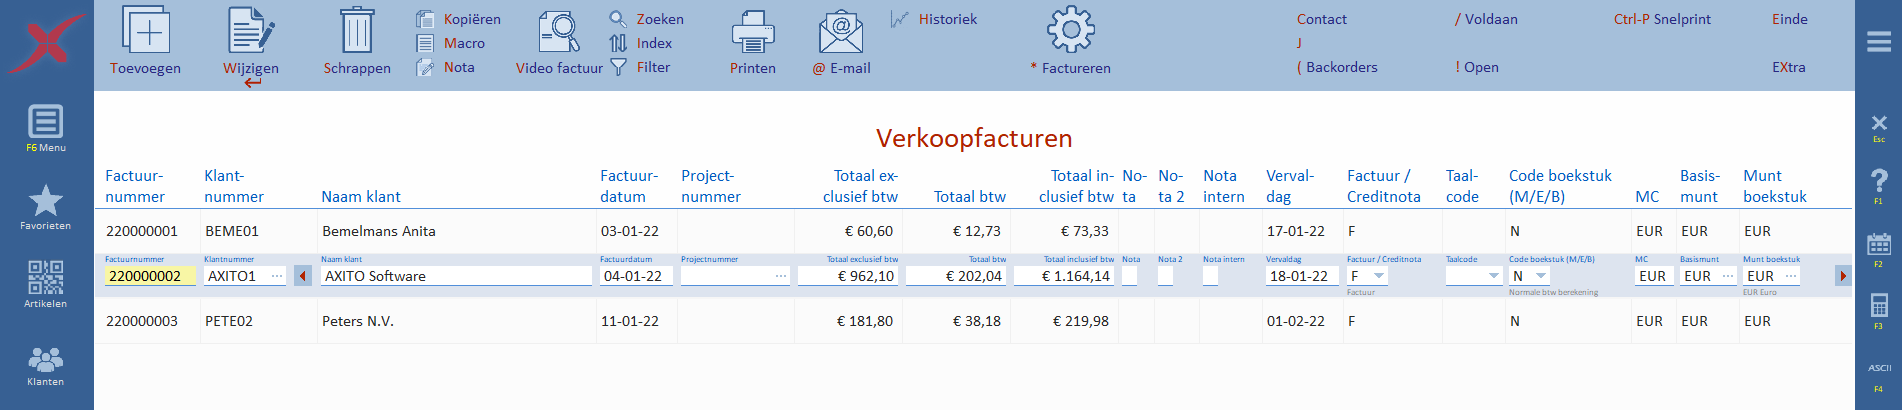 Toevoegen
Wijzigen
Schrappen
Kopiëren
Macro
Nota
Video factuur
Zoeken
Index
Filter
Printen
@ E-mail
Historiek
* Factureren
Contact
J
( Backorders
/ Voldaan
! Open
Ctrl-P Snelprint
Einde
EXtra
F6 Menu
Favorieten
Artikelen
Klanten
Esc
F1
F2
F3
ASCII
F4
Verkoopfacturen
Factuur- Klant- Factuur- Project- Totaal ex- Totaal in- No- No- Nota Verval- Factuur / Taal- Code boekstuk Basis- Munt
nummer nummer Naam klant datum nummer clusief btw Totaal btw clusief btw ta ta 2 intern dag Creditnota code (M/E/B) MC munt boekstuk
220000001 BEME01 Bemelmans Anita 03-01-22 € 60,60 € 12,73 € 73,33 17-01-22 F N EUR EUR EUR
Factuurnummer Klantnummer Naam klant Factuurdatum Projectnummer Totaal exclusief btw Totaal btw Totaal inclusief btw Nota Nota 2 Nota intern Vervaldag Factuur / Creditnota Taalcode Code boekstuk (M/E/B) MC Basismunt Munt boekstuk
220000002 AXITO1 ... AXITO Software 04-01-22 ... € 962,10 € 202,04 € 1.164,14 18-01-22 F N EUR EUR ... EUR ...
Factuur Normale btw berekening EUR Euro
220000003 PETE02 Peters N.V. 11-01-22 € 181,80 € 38,18 € 219,98 01-02-22 F N EUR EUR EUR